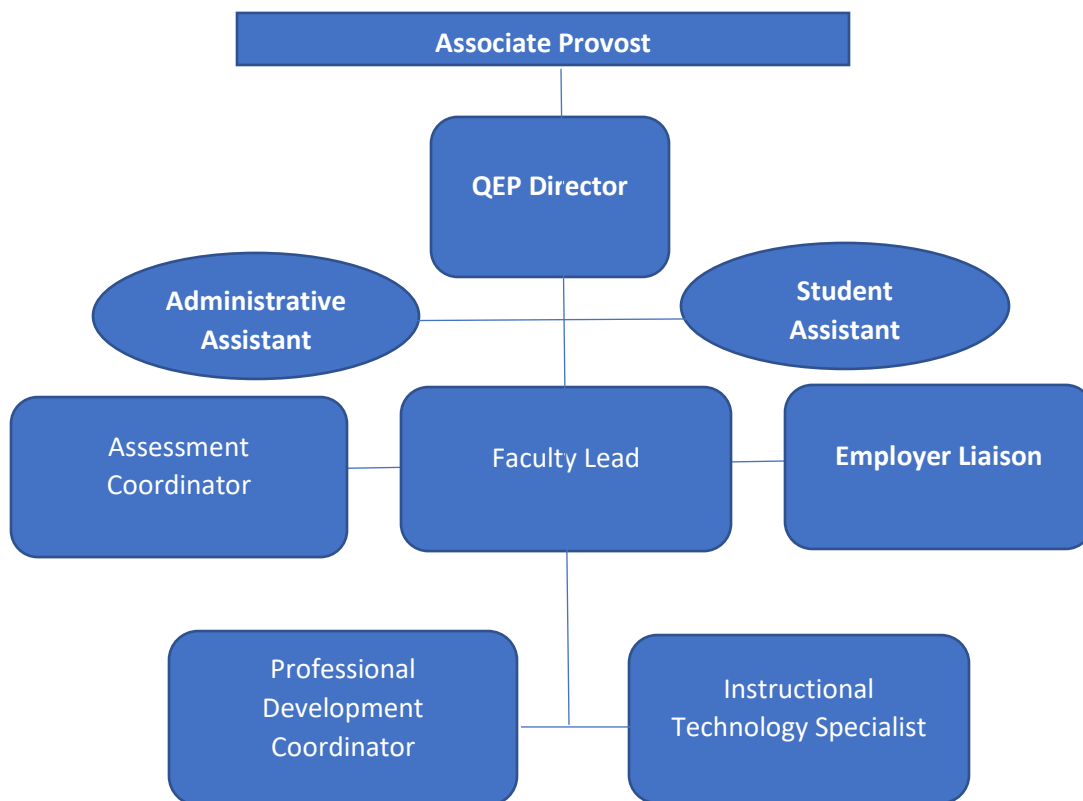 Associate Provost
QEP Director
Administrative
Assistant
Student
Assistant
Assessment
Coordinator
Faculty Lead
Employer Liaison
Professional
Development
Coordinator
Instructional
Technology Specialist